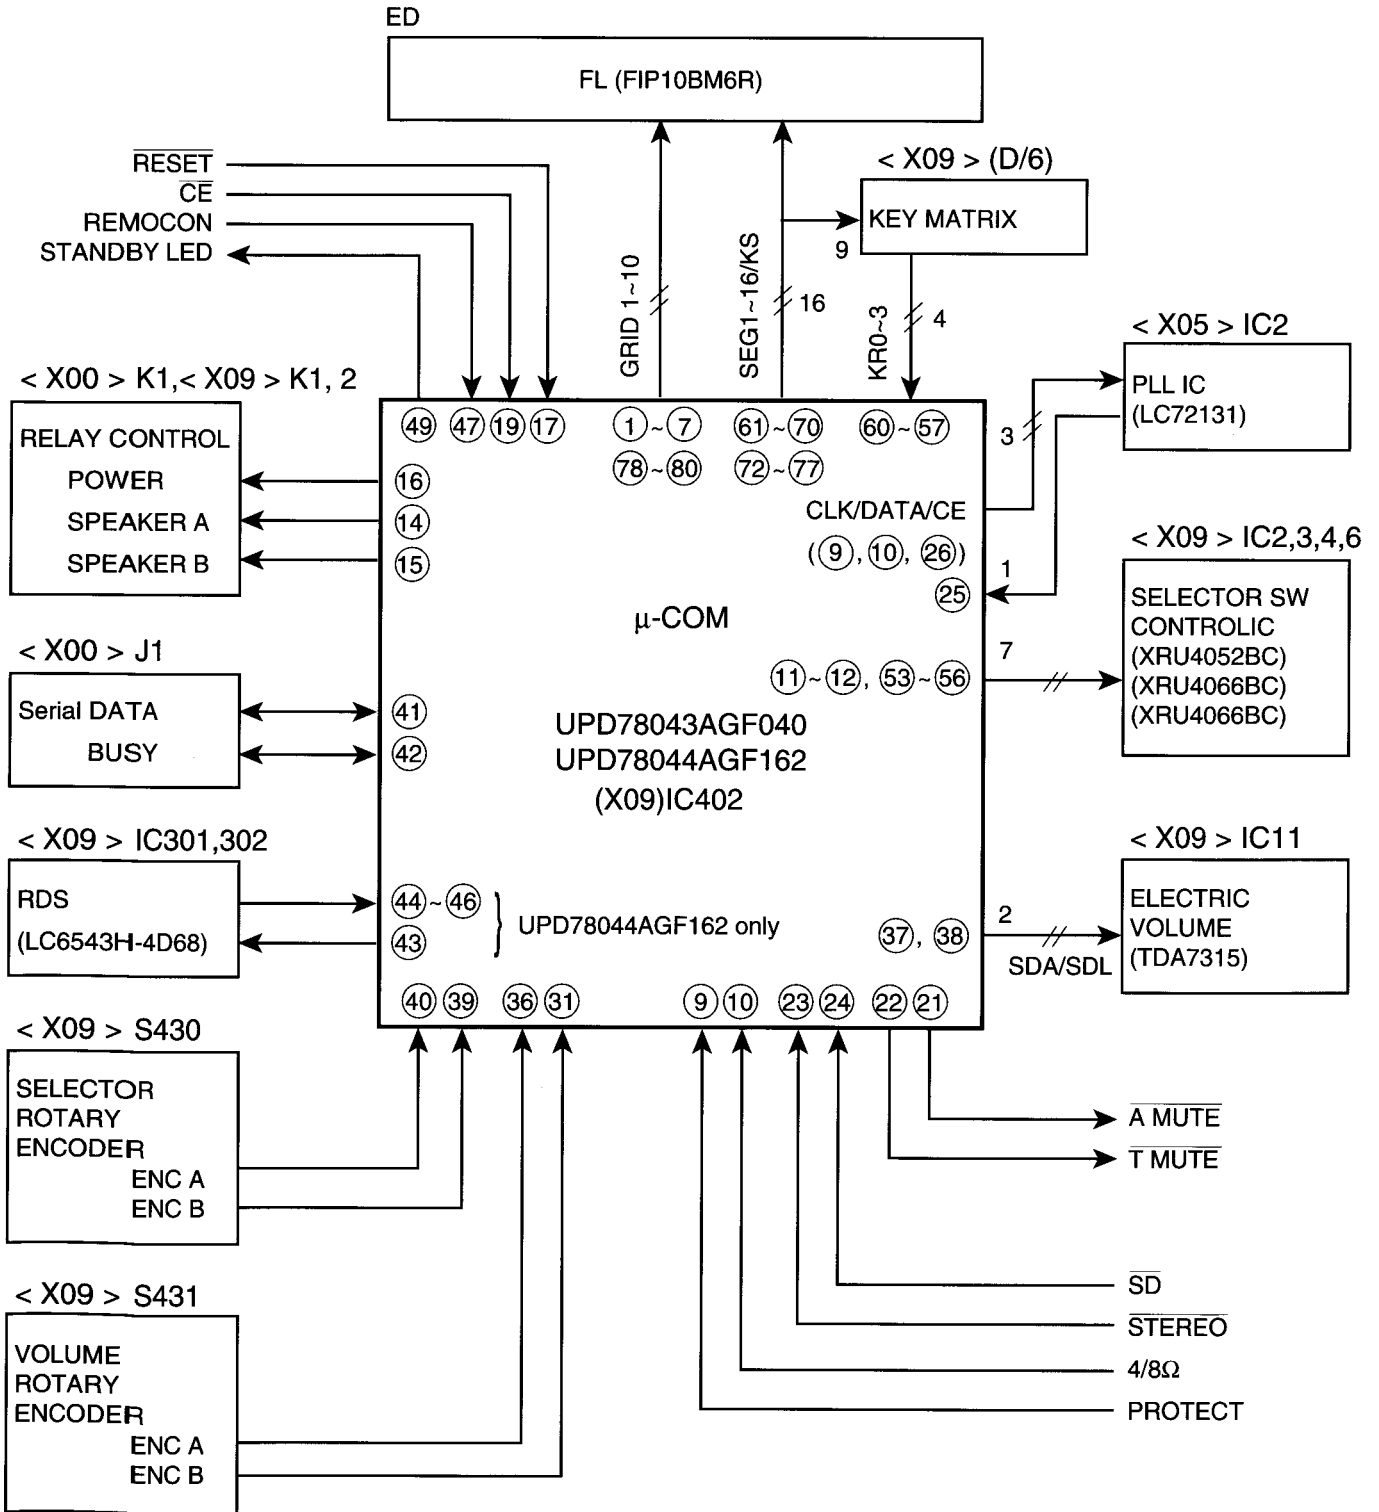 ED
FL (FIP10BM6R)
RESET
CE
REMOCON
STANDBY LED
GRID 1~10
SEG1~16/KS
16
< X09 > (D/6)
KEY MATRIX
9
KR0~3
4
< X00 > K1,< X09 > K1, 2
RELAY CONTROL
POWER
SPEAKER A
SPEAKER B
< X00 > J1
Serial DATA
BUSY
< X09 > IC301,302
RDS
(LC6543H-4D68)
< X09 > S430
SELECTOR
ROTARY
ENCODER
ENC A
ENC B
< X09 > S431
VOLUME
ROTARY
ENCODER
ENC A
ENC B
49 47 19 17 1 ~ 7 61 ~ 70 60 ~ 57
78 ~ 80 72 ~ 77
16
14
15
CLK/DATA/CE
( 9 , 10 , 26 )
25
μ-COM
11 ~ 12 , 53 ~ 56
41
42
UPD78043AGF040
UPD78044AGF162
(X09)IC402
44 ~ 46
43
} UPD78044AGF162 only
37 , 38
40 39 36 31 9 10 23 24 22 21
< X05 > IC2
PLL IC
(LC72131)
3
1
< X09 > IC2,3,4,6
SELECTOR SW
CONTROLIC
(XRU4052BC)
(XRU4066BC)
(XRU4066BC)
7
< X09 > IC11
ELECTRIC
VOLUME
(TDA7315)
2
SDA/SDL
A MUTE
T MUTE
SD
STEREO
4/8Ω
PROTECT